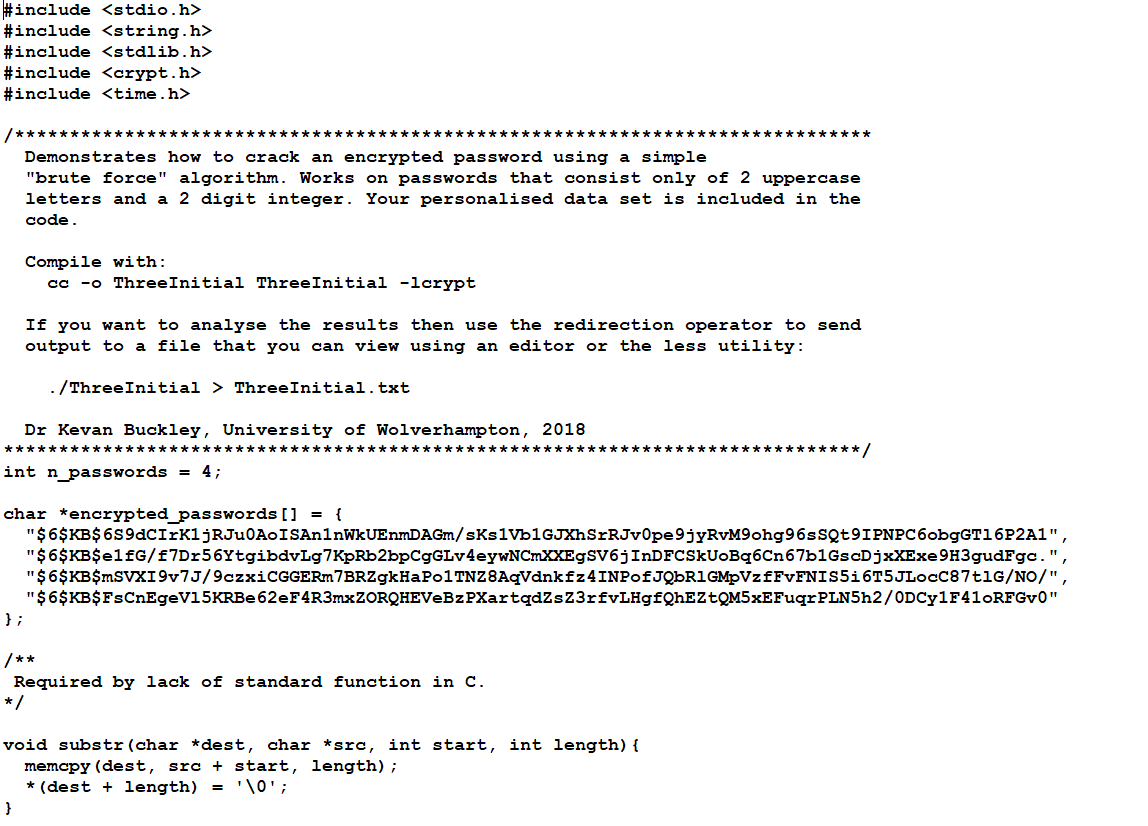 #include <stdio.h>
#include <string.h>
#include <stdlib.h>
#include <crypt.h>
#include <time.h>
/******************************************************************************
Demonstrates how to crack an encrypted password using a simple
"brute force" algorithm. Works on passwords that consist only of 2 uppercase
letters and a 2 digit integer. Your personalised data set is included in the
code.
Compile with:
cc -o ThreeInitial ThreeInitial -lcrypt
If you want to analyse the results then use the redirection operator to send
output to a file that you can view using an editor or the less utility:
./ThreeInitial > ThreeInitial.txt
Dr Kevan Buckley, University of Wolverhampton, 2018
******************************************************************************/
int n_passwords = 4;
char *encrypted_passwords[] = {
"$6$KB$6S9dCIrK1jRJu0AoISAn1nWkUEnmDAGm/sKs1Vb1GJXhSrRJv0pe9jyRvM9ohg96sSQt9IPNPC6obgGTl6P2A1",
"$6$KB$e1fG/f7Dr56YtgibdvLg7KpRb2bpCgGLv4eywNCmXXEgSV6jInDFCSkUoBq6Cn67b1GscDjxXExe9H3gudFgc.",
"$6$KB$mSVXI9v7J/9czxiCGGERm7BRZgkHaPo1TNZ8AqVdnkfz4INPofJQbRlGMpVzfFvFNIS5i6T5JLocC87tlG/NO/",
"$6$KB$FsCnEgeVl5KRBe62eF4R3mxZORQHEVeBzPXartqdZsZ3rfvLHgfQhEZtQM5xEFuqrPLN5h2/0DCy1F41oRFGv0"
};
/**
Required by lack of standard function in C.
*/
void substr(char *dest, char *src, int start, int length){
memcpy(dest, src + start, length);
*(dest + length) = '\0';
}